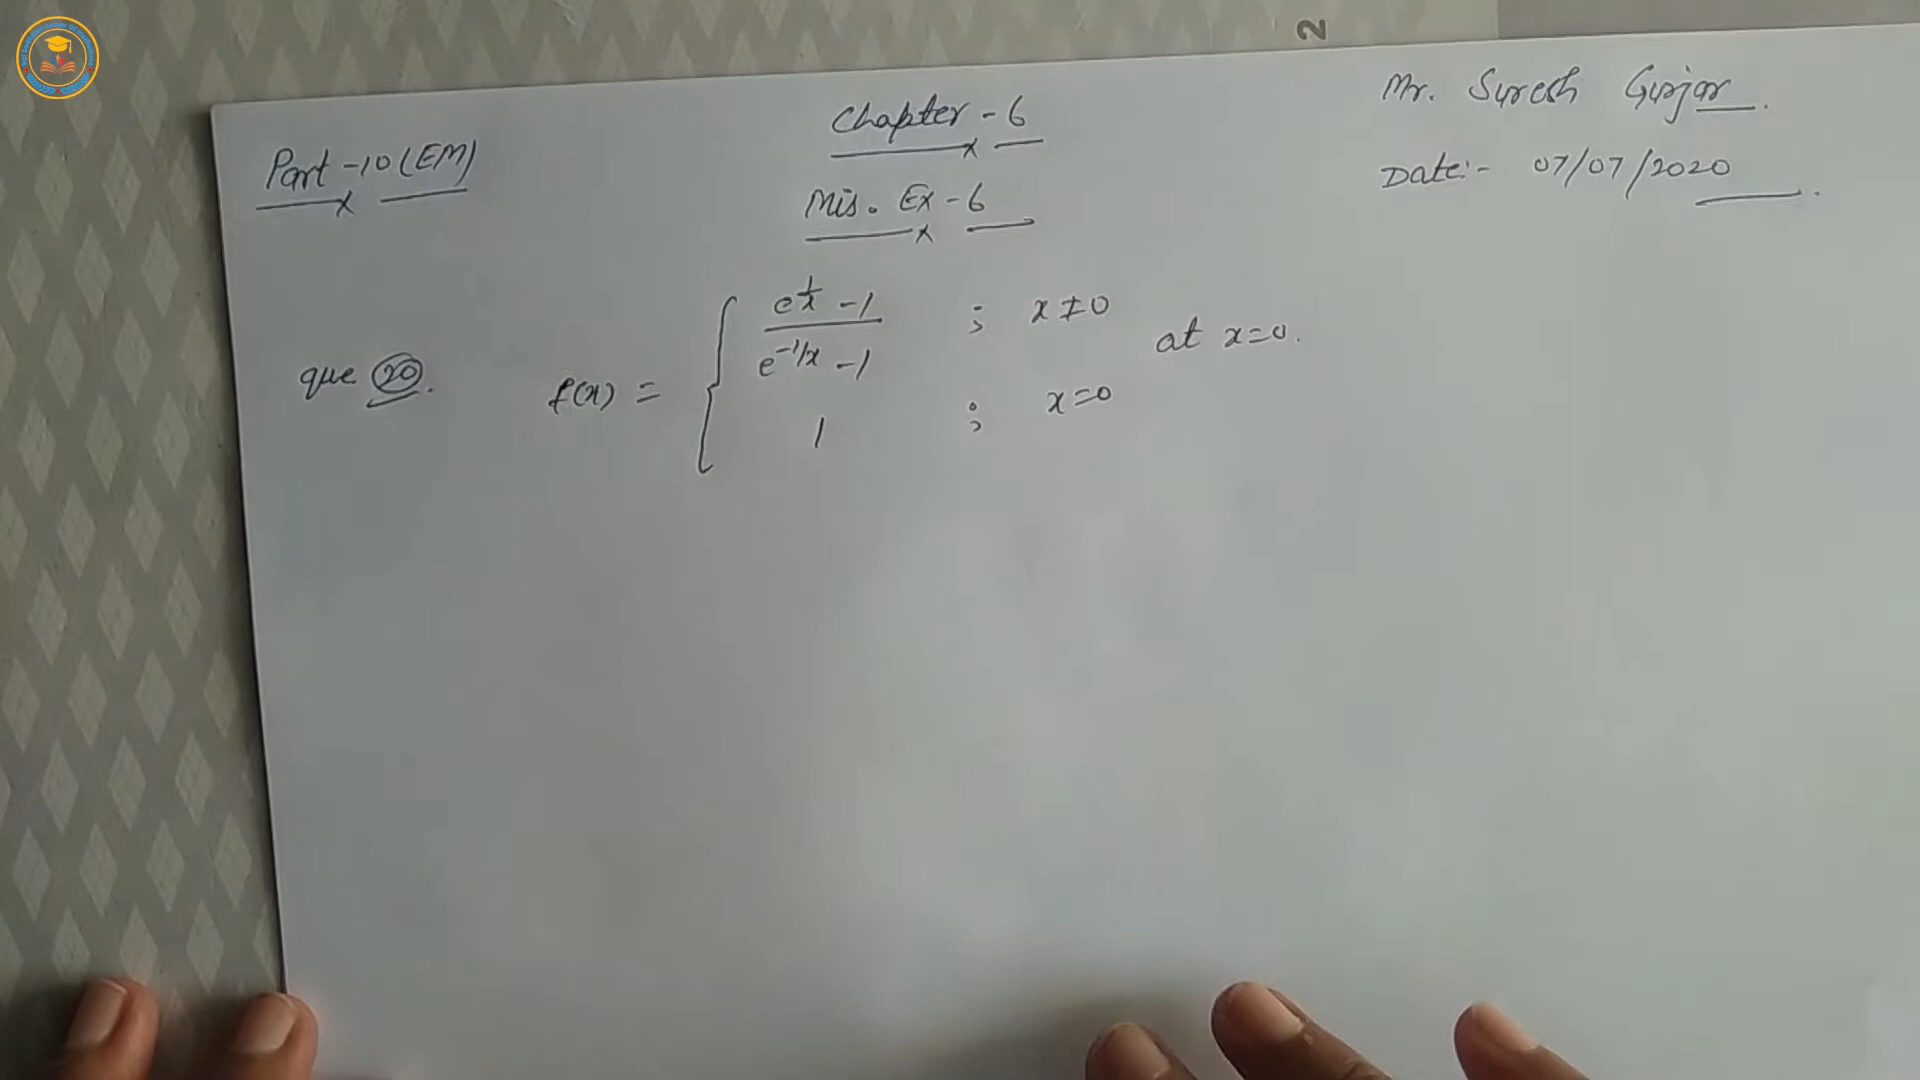 2
Mr. Suresh Gurjar.
Chapter - 6
Part -10 (EM)
Date:- 07/07/2020.
Mis. Ex - 6
que 20. f(x) = { (e^{1/x} - 1)/(e^{-1/x} - 1) ; x ≠ 0
1 ; x=0
at x=0.